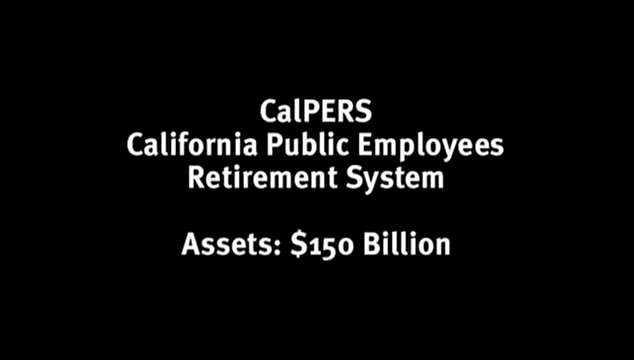 CalPERS
California Public Employees
Retirement System
Assets: $150 Billion